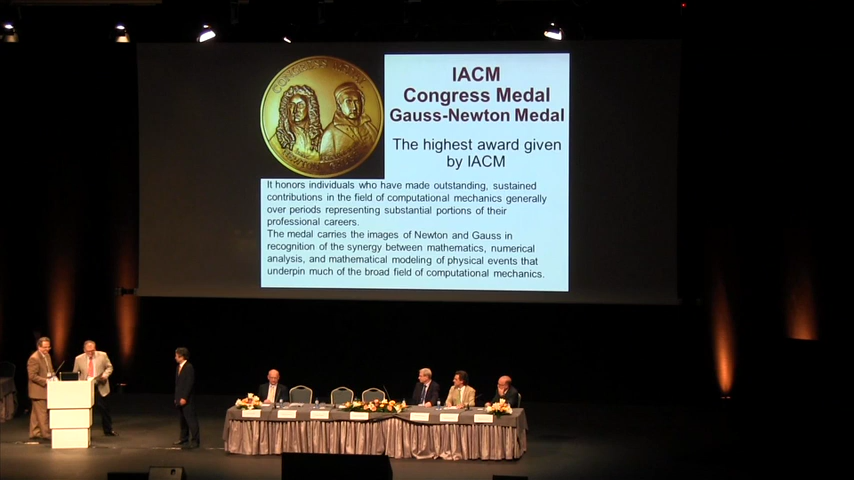 CONGRESS MEDAL
IACM
Congress Medal
Gauss-Newton Medal
The highest award given
by IACM
It honors individuals who have made outstanding, sustained
contributions in the field of computational mechanics generally
over periods representing substantial portions of their
professional careers.
The medal carries the images of Newton and Gauss in
recognition of the synergy between mathematics, numerical
analysis, and mathematical modeling of physical events that
underpin much of the broad field of computational mechanics.